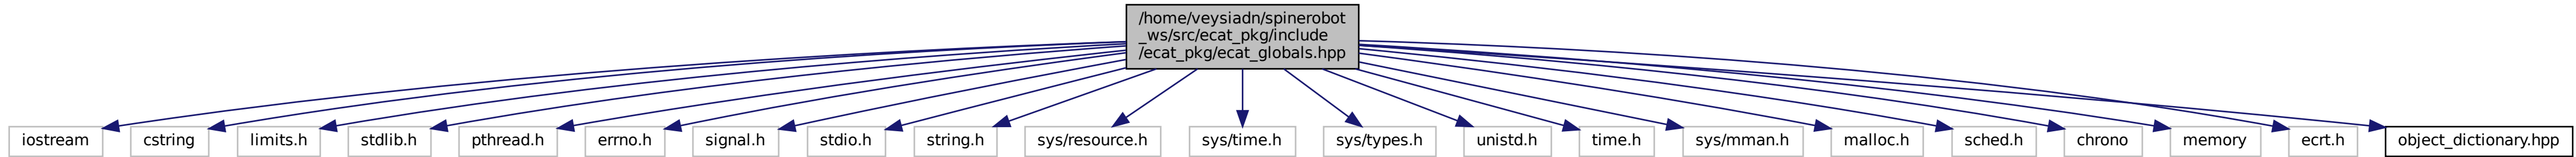 /home/veysiadn/spinerobot
_ws/src/ecat_pkg/include
/ecat_pkg/ecat_globals.hpp
iostream
cstring
limits.h
stdlib.h
pthread.h
errno.h
signal.h
stdio.h
string.h
sys/resource.h
sys/time.h
sys/types.h
unistd.h
time.h
sys/mman.h
malloc.h
sched.h
chrono
memory
ecrt.h
object_dictionary.hpp